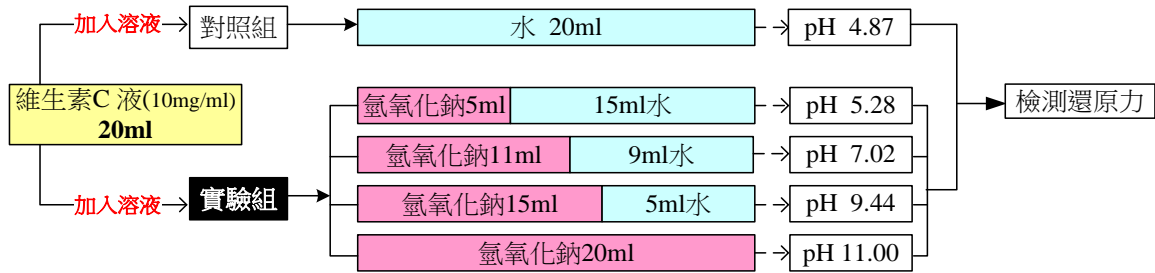 加入溶液
對照組
水 20ml
pH 4.87
維生素C 液(10mg/ml)
20ml
氫氧化鈉5ml
15ml水
pH 5.28
檢測還原力
氫氧化鈉11ml
9ml水
pH 7.02
加入溶液
實驗組
氫氧化鈉15ml
5ml水
pH 9.44
氫氧化鈉20ml
pH 11.00